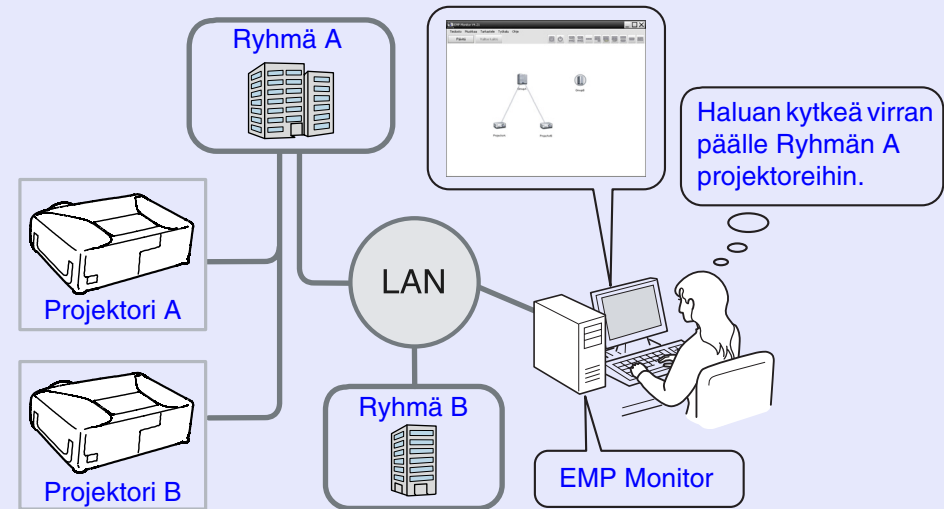 Ryhmä A
Haluan kytkeä virran
päälle Ryhmän A
projektoreihin.
Projektori A
LAN
Projektori B
Ryhmä B
EMP Monitor